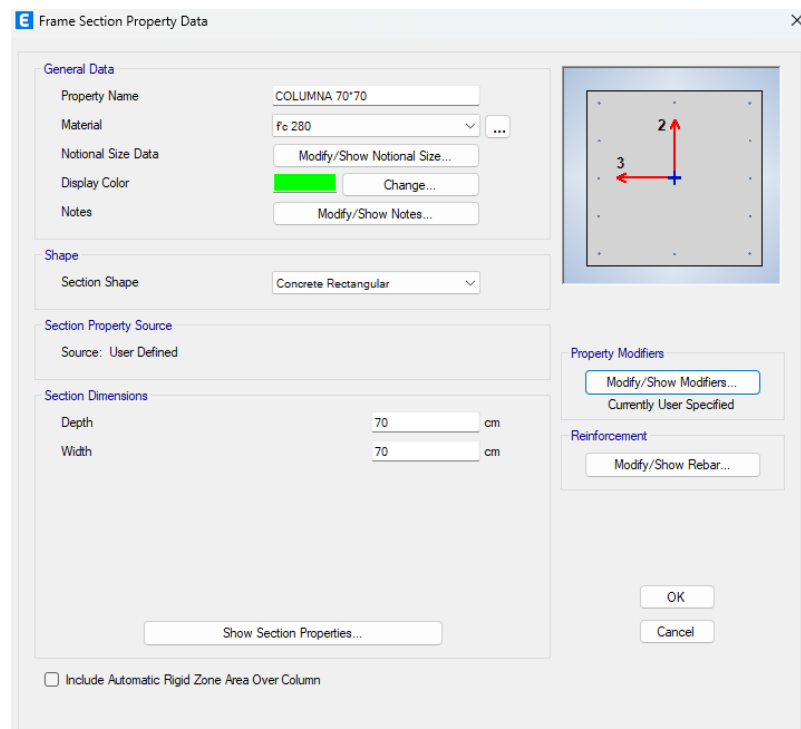 E Frame Section Property Data
General Data
Property Name COLUMNA 70*70
Material f'c 280 ...
Notional Size Data Modify/Show Notional Size...
Display Color Change...
Notes Modify/Show Notes...
Shape
Section Shape Concrete Rectangular
Section Property Source
Source: User Defined
Section Dimensions
Depth 70 cm
Width 70 cm
Show Section Properties...
Include Automatic Rigid Zone Area Over Column
2
3
Property Modifiers
Modify/Show Modifiers...
Currently User Specified
Reinforcement
Modify/Show Rebar...
OK
Cancel